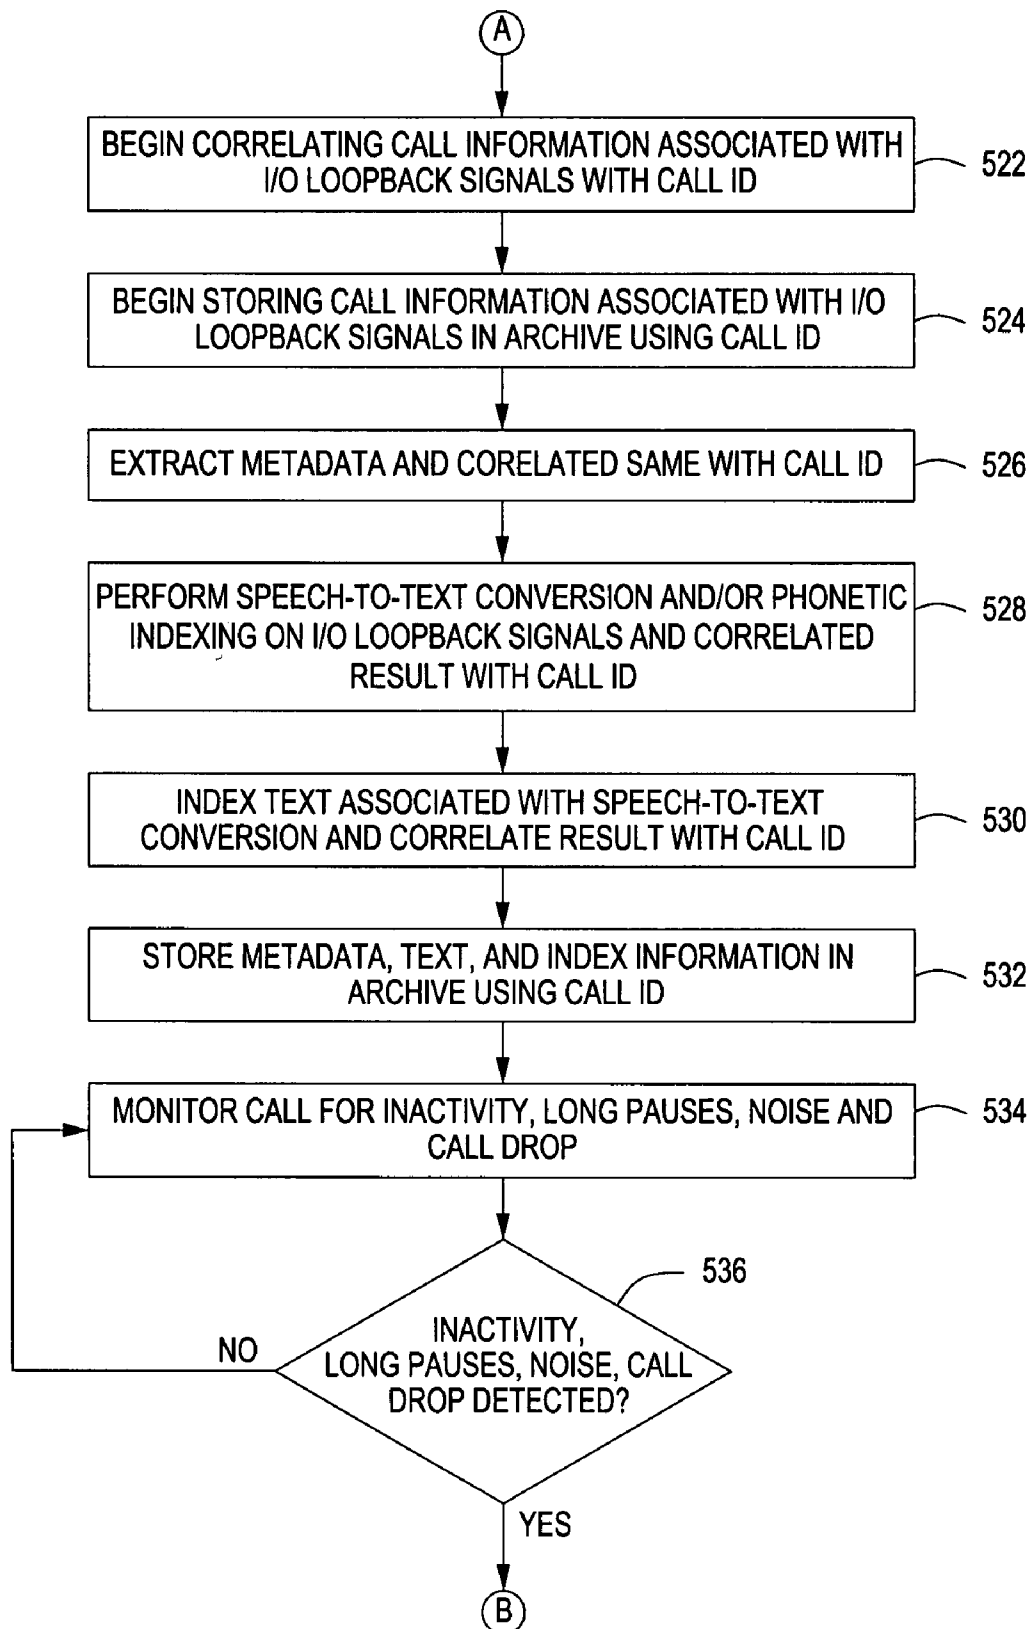 A
BEGIN CORRELATING CALL INFORMATION ASSOCIATED WITH
I/O LOOPBACK SIGNALS WITH CALL ID
522
BEGIN STORING CALL INFORMATION ASSOCIATED WITH I/O
LOOPBACK SIGNALS IN ARCHIVE USING CALL ID
524
EXTRACT METADATA AND CORELATED SAME WITH CALL ID
526
PERFORM SPEECH-TO-TEXT CONVERSION AND/OR PHONETIC
INDEXING ON I/O LOOPBACK SIGNALS AND CORRELATED
RESULT WITH CALL ID
528
INDEX TEXT ASSOCIATED WITH SPEECH-TO-TEXT
CONVERSION AND CORRELATE RESULT WITH CALL ID
530
STORE METADATA, TEXT, AND INDEX INFORMATION IN
ARCHIVE USING CALL ID
532
MONITOR CALL FOR INACTIVITY, LONG PAUSES, NOISE AND
CALL DROP
534
536
INACTIVITY,
LONG PAUSES, NOISE, CALL
DROP DETECTED?
NO
YES
B